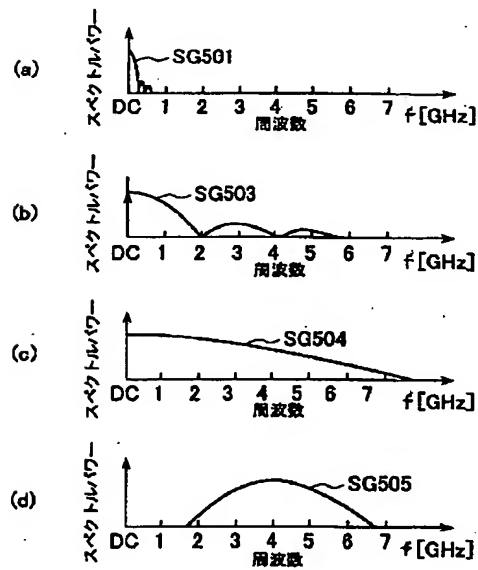 (a)
スペクトルパワー
SG501
DC 1 2 3 4 5 6 7 f[GHz]
周波数
(b)
スペクトルパワー
SG503
DC 1 2 3 4 5 6 7 f[GHz]
周波数
(c)
スペクトルパワー
SG504
DC 1 2 3 4 5 6 7 f[GHz]
周波数
(d)
スペクトルパワー
SG505
DC 1 2 3 4 5 6 7 f[GHz]
周波数